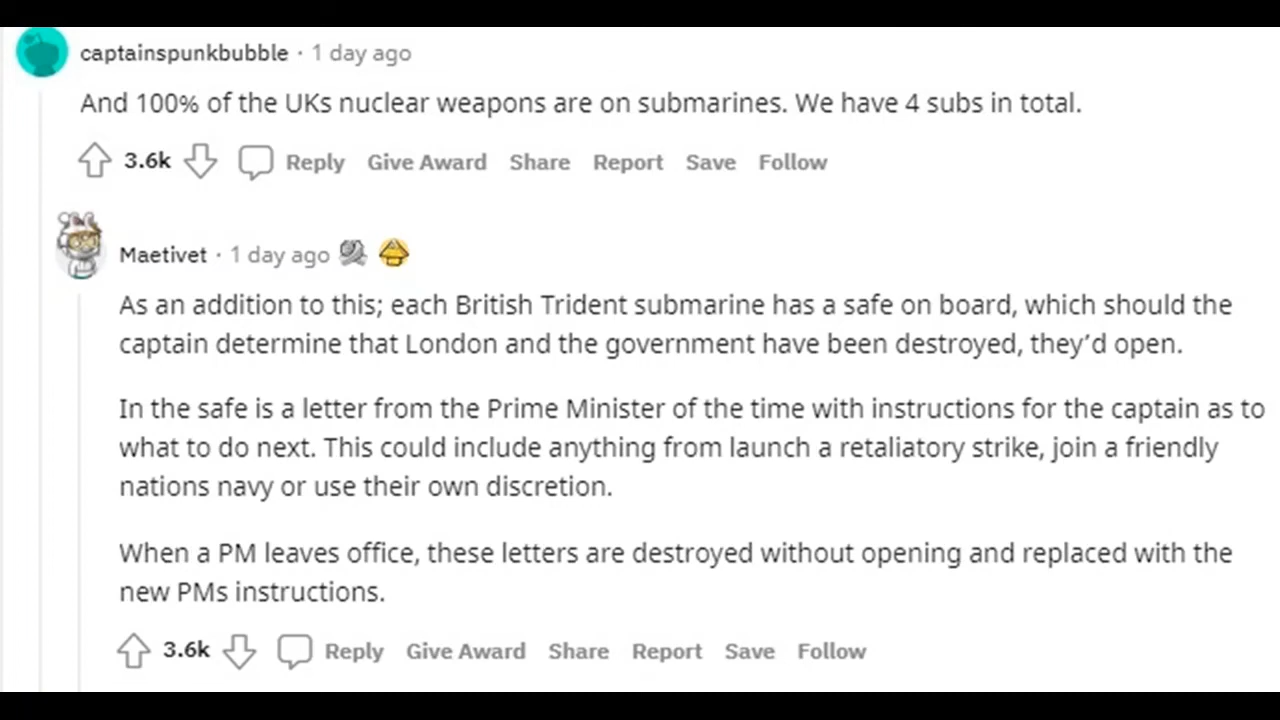 captainspunkbubble · 1 day ago
And 100% of the UKs nuclear weapons are on submarines. We have 4 subs in total.
3.6k Reply Give Award Share Report Save Follow
Maetivet · 1 day ago
As an addition to this; each British Trident submarine has a safe on board, which should the
captain determine that London and the government have been destroyed, they’d open.
In the safe is a letter from the Prime Minister of the time with instructions for the captain as to
what to do next. This could include anything from launch a retaliatory strike, join a friendly
nations navy or use their own discretion.
When a PM leaves office, these letters are destroyed without opening and replaced with the
new PMs instructions.
3.6k Reply Give Award Share Report Save Follow